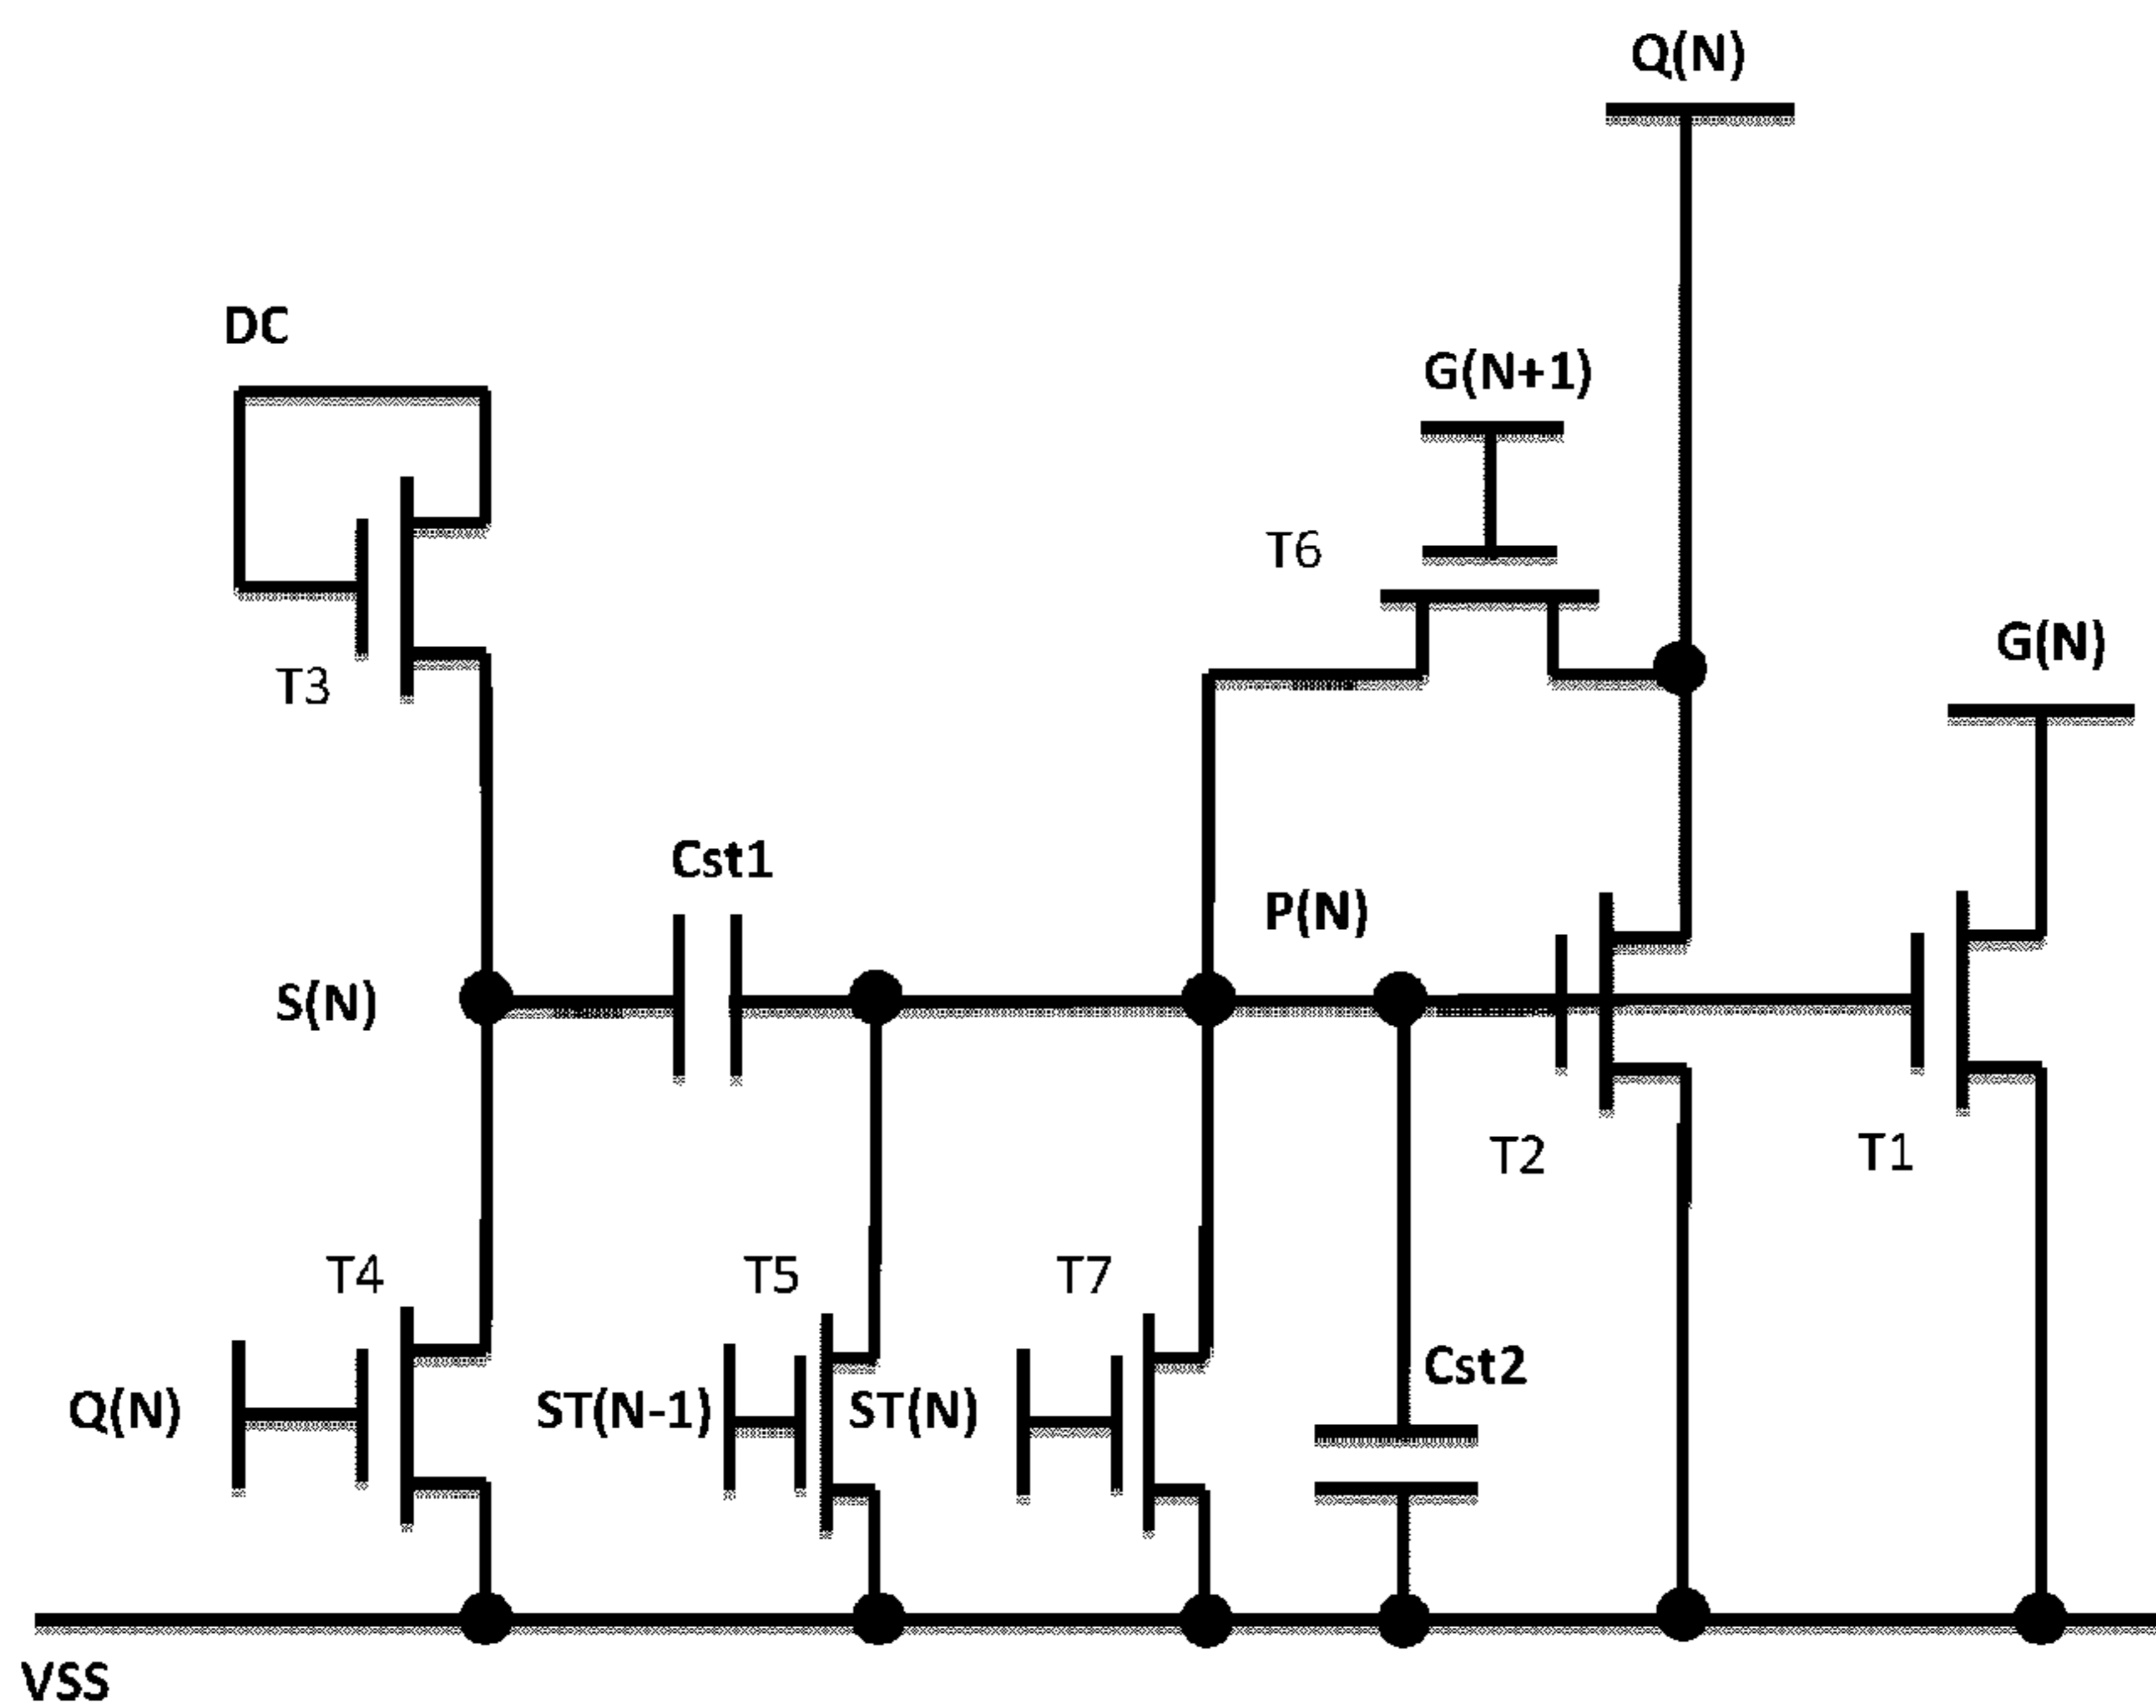 Q(N)
DC
G(N+1)
T6
G(N)
T3
Cst1
P(N)
S(N)
T2
T1
T4
T5
T7
Cst2
Q(N)
ST(N-1)
ST(N)
VSS